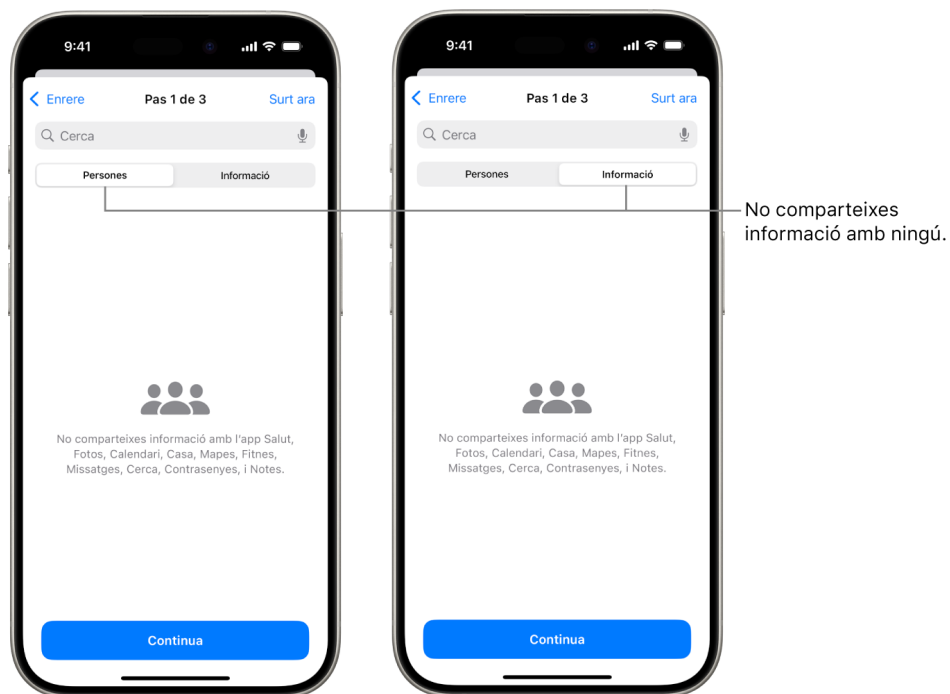 9:41
Enrere
Pas 1 de 3
Surt ara
Cerca
Persones
Informació
No comparteixes informació amb l'app Salut,
Fotos, Calendari, Casa, Mapes, Fitnes,
Missatges, Cerca, Contrasenyes, i Notes.
Continua
9:41
Enrere
Pas 1 de 3
Surt ara
Cerca
Persones
Informació
No comparteixes informació amb l'app Salut,
Fotos, Calendari, Casa, Mapes, Fitnes,
Missatges, Cerca, Contrasenyes, i Notes.
Continua
No comparteixes
informació amb ningú.